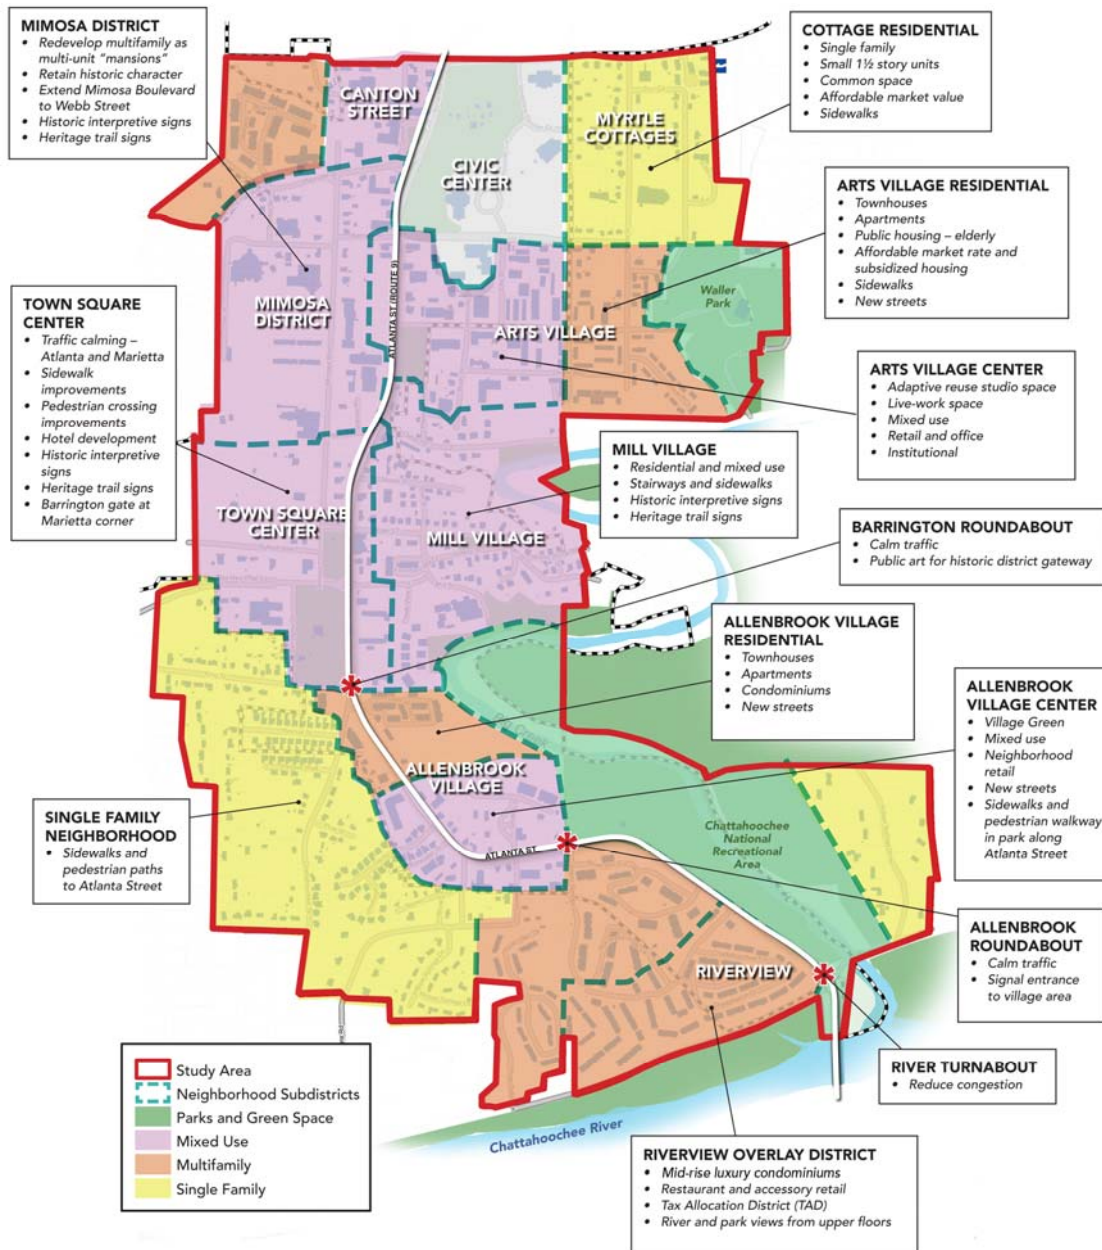 MIMOSA DISTRICT
• Redevelop multifamily as
multi-unit “mansions”
• Retain historic character
• Extend Mimosa Boulevard
to Webb Street
• Historic interpretive signs
• Heritage trail signs
COTTAGE RESIDENTIAL
• Single family
• Small 1½ story units
• Common space
• Affordable market value
• Sidewalks
ARTS VILLAGE RESIDENTIAL
• Townhouses
• Apartments
• Public housing – elderly
• Affordable market rate and
subsidized housing
• Sidewalks
• New streets
TOWN SQUARE
CENTER
• Traffic calming –
Atlanta and Marietta
• Sidewalk
improvements
• Pedestrian crossing
improvements
• Hotel development
• Historic interpretive
signs
• Heritage trail signs
• Barrington gate at
Marietta corner
ARTS VILLAGE CENTER
• Adaptive reuse studio space
• Live-work space
• Mixed use
• Retail and office
• Institutional
MILL VILLAGE
• Residential and mixed use
• Stairways and sidewalks
• Historic interpretive signs
• Heritage trail signs
BARRINGTON ROUNDABOUT
• Calm traffic
• Public art for historic district gateway
ALLENBROOK VILLAGE
RESIDENTIAL
• Townhouses
• Apartments
• Condominiums
• New streets
ALLENBROOK
VILLAGE CENTER
• Village Green
• Mixed use
• Neighborhood
retail
• New streets
• Sidewalks and
pedestrian walkway
in park along
Atlanta Street
SINGLE FAMILY
NEIGHBORHOOD
• Sidewalks and
pedestrian paths
to Atlanta Street
ALLENBROOK
ROUNDABOUT
• Calm traffic
• Signal entrance
to village area
RIVER TURNABOUT
• Reduce congestion
RIVERVIEW OVERLAY DISTRICT
• Mid-rise luxury condominiums
• Restaurant and accessory retail
• Tax Allocation District (TAD)
• River and park views from upper floors
CANTON
STREET
CIVIC
CENTER
MYRTLE
COTTAGES
Waller
Park
MIMOSA
DISTRICT
ATLANTA ST (ROUTE 9)
ARTS VILLAGE
TOWN SQUARE
CENTER
MILL VILLAGE
ALLENBROOK
VILLAGE
ATLANTA ST
Chattahoochee
National
Recreational
Area
RIVERVIEW
Chattahoochee River
Study Area
Neighborhood Subdistricts
Parks and Green Space
Mixed Use
Multifamily
Single Family